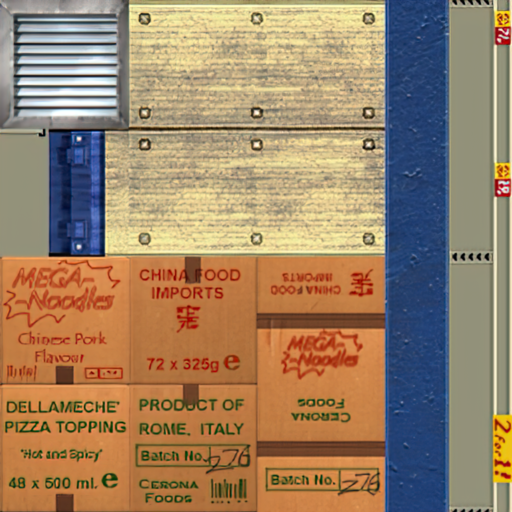 MEGA-
-Noodles
Chinese Pork
Flavour
CHINA FOOD
IMPORTS
72 x 325g e
CHINA FOOD
IMPORTS
MEGA-
-Noodles
CERONA
FOODS
DELLAMECHE'
PIZZA TOPPING
'Hot and Spicy'
48 x 500 ml. e
PRODUCT OF
ROME, ITALY
Batch No. 276
CERONA
FOODS
Batch No. 276
2 for 1!